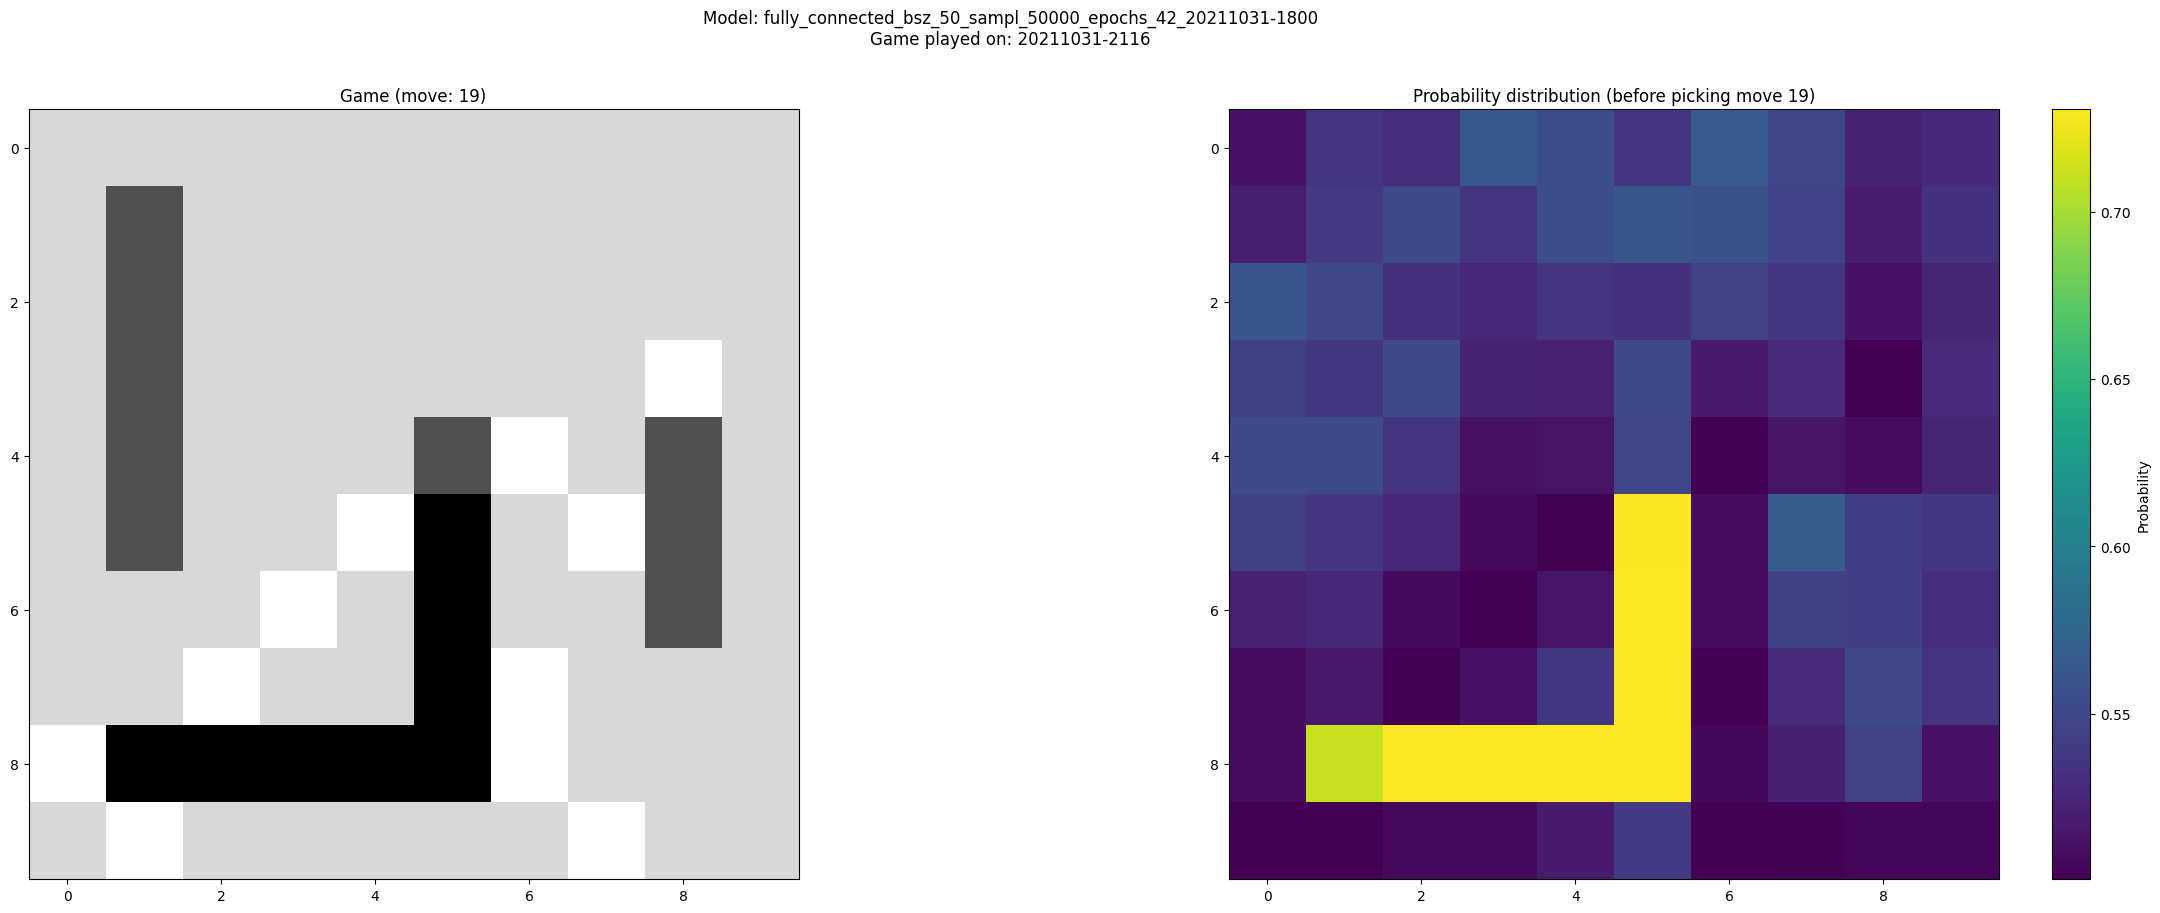 Model: fully_connected_bsz_50_sampl_50000_epochs_42_20211031-1800
Game played on: 20211031-2116
Game (move: 19)
0
2
4
6
8
0 2 4 6 8
Probability distribution (before picking move 19)
0
2
4
6
8
0 2 4 6 8
0.70
0.65
0.60
0.55
Probability